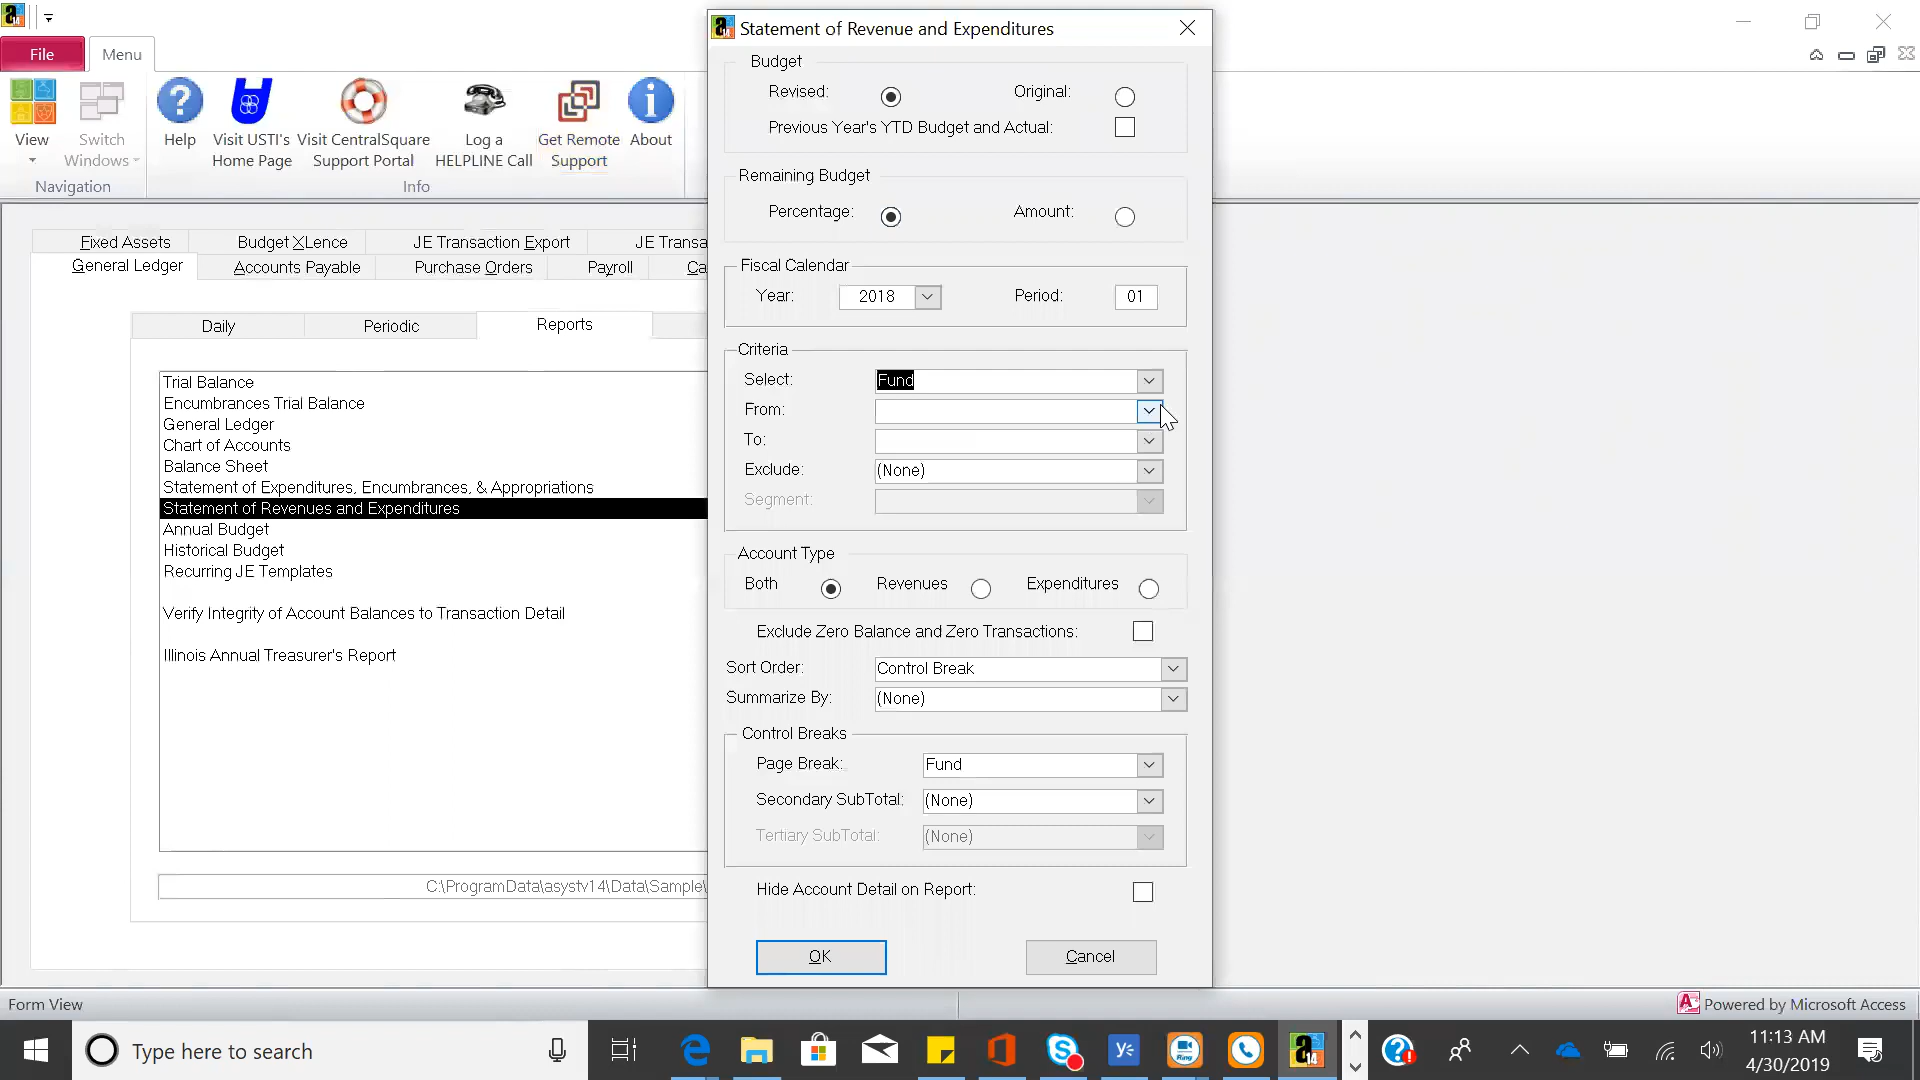 File
Menu
View
Switch
Windows
Help
Visit USTI's
Home Page
Visit CentralSquare
Support Portal
Log a
HELPLINE Call
Get Remote
Support
About
Navigation
Info
Fixed Assets
Budget XLence
JE Transaction Export
JE Transa
General Ledger
Accounts Payable
Purchase Orders
Payroll
Ca
Daily
Periodic
Reports
Trial Balance
Encumbrances Trial Balance
General Ledger
Chart of Accounts
Balance Sheet
Statement of Expenditures, Encumbrances, & Appropriations
Statement of Revenues and Expenditures
Annual Budget
Historical Budget
Recurring JE Templates
Verify Integrity of Account Balances to Transaction Detail
Illinois Annual Treasurer's Report
C:\ProgramData\asystv14\Data\Sample\
Statement of Revenue and Expenditures
Budget
Revised:
Original:
Previous Year's YTD Budget and Actual:
Remaining Budget
Percentage:
Amount:
Fiscal Calendar
Year:
2018
Period:
01
Criteria
Select:
Fund
From:
To:
Exclude:
(None)
Segment:
Account Type
Both
Revenues
Expenditures
Exclude Zero Balance and Zero Transactions:
Sort Order:
Control Break
Summarize By:
(None)
Control Breaks
Page Break:
Fund
Secondary SubTotal:
(None)
Tertiary SubTotal:
(None)
Hide Account Detail on Report:
OK
Cancel
Form View
Powered by Microsoft Access
Type here to search
11:13 AM
4/30/2019